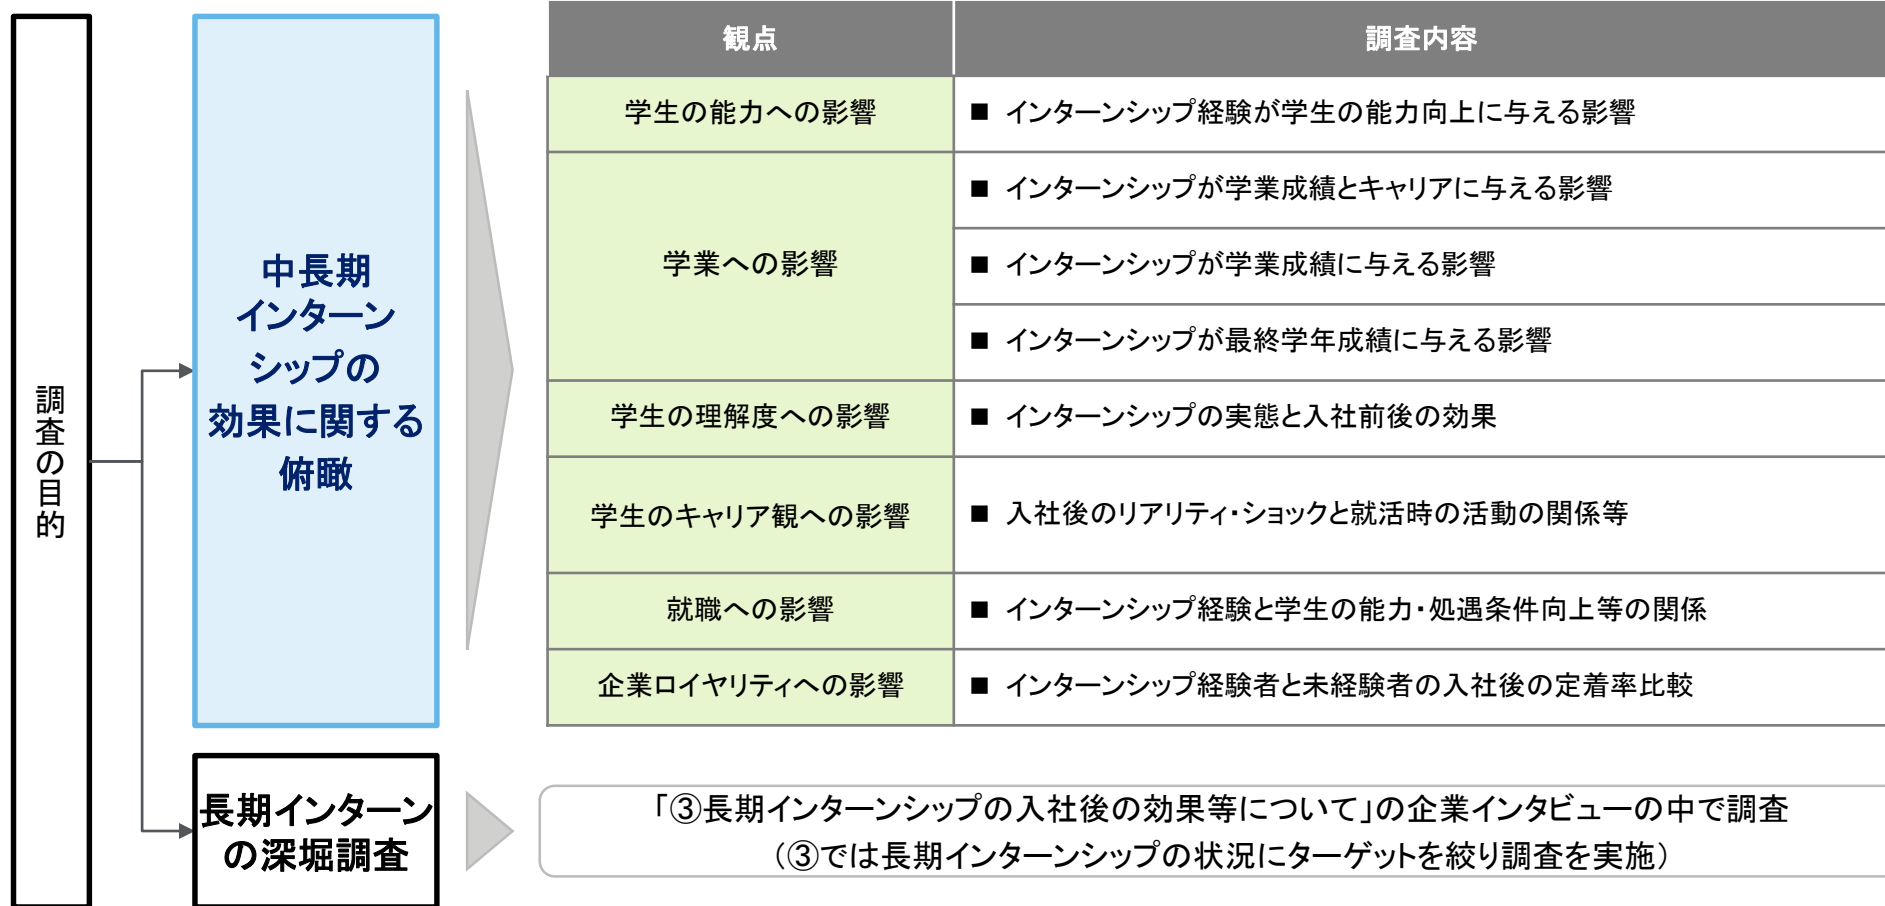 調査の目的
中長期
インターン
シップの
効果に関する
俯瞰
観点
調査内容
学生の能力への影響
■ インターンシップ経験が学生の能力向上に与える影響
学業への影響
■ インターンシップが学業成績とキャリアに与える影響
■ インターンシップが学業成績に与える影響
■ インターンシップが最終学年成績に与える影響
学生の理解度への影響
■ インターンシップの実態と入社前後の効果
学生のキャリア観への影響
■ 入社後のリアリティ・ショックと就活時の活動の関係等
就職への影響
■ インターンシップ経験と学生の能力・処遇条件向上等の関係
企業ロイヤリティへの影響
■ インターンシップ経験者と未経験者の入社後の定着率比較
長期インターン
の深堀調査
「③長期インターンシップの入社後の効果等について」の企業インタビューの中で調査
（③では長期インターンシップの状況にターゲットを絞り調査を実施）